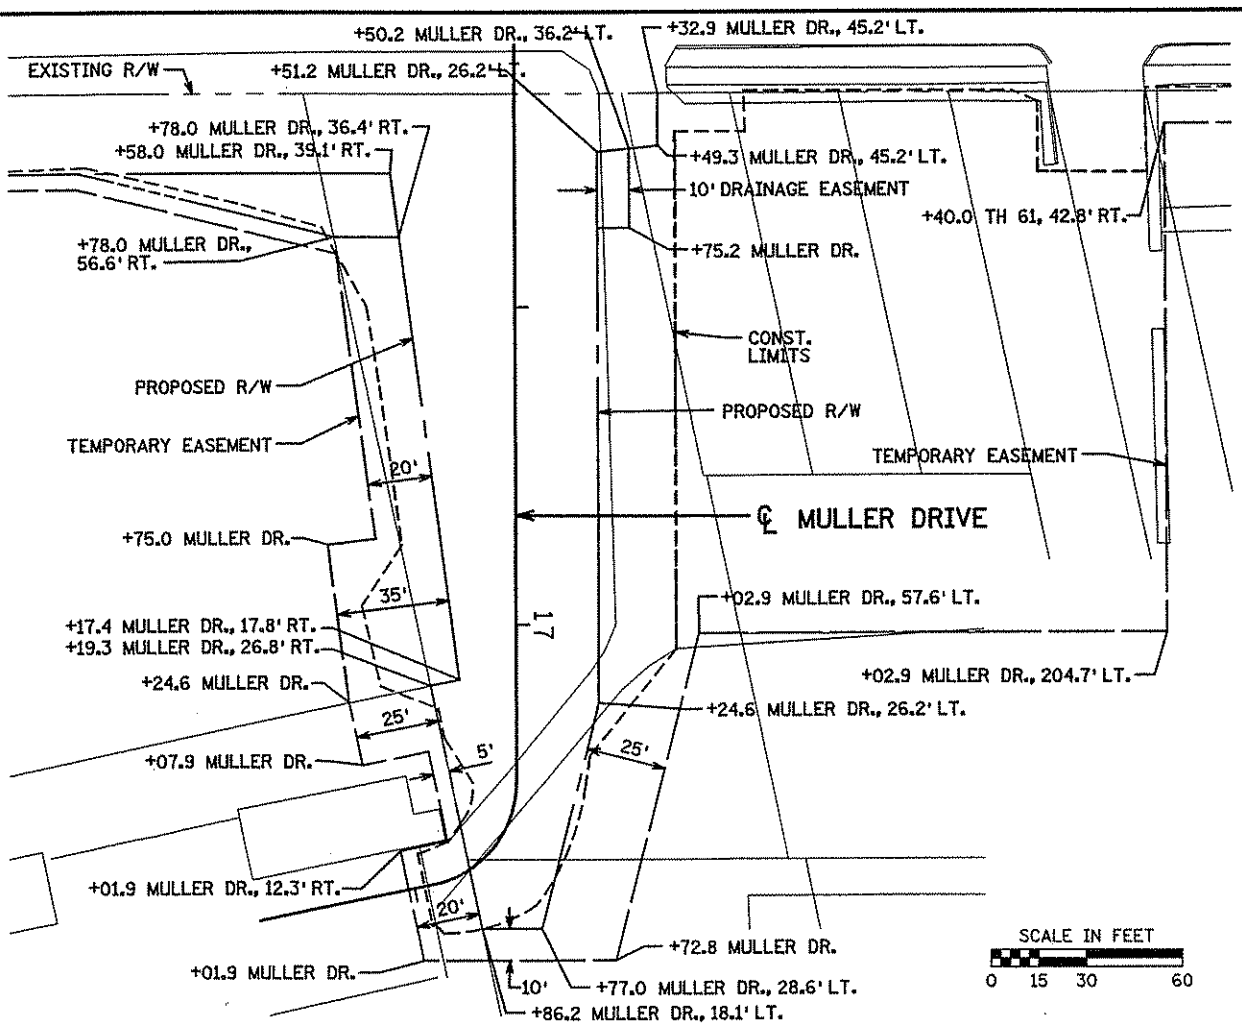 +50.2 MULLER DR., 36.2' LT.
+32.9 MULLER DR., 45.2' LT.
EXISTING R/W
+51.2 MULLER DR., 26.2' LT.
+78.0 MULLER DR., 36.4' RT.
+58.0 MULLER DR., 39.1' RT.
+49.3 MULLER DR., 45.2' LT.
10' DRAINAGE EASEMENT
+40.0 TH 61, 42.8' RT.
+78.0 MULLER DR.,
56.6' RT.
+75.2 MULLER DR.
CONST.
LIMITS
PROPOSED R/W
PROPOSED R/W
TEMPORARY EASEMENT
TEMPORARY EASEMENT
20'
℄ MULLER DRIVE
+75.0 MULLER DR.
35'
17
+02.9 MULLER DR., 57.6' LT.
+17.4 MULLER DR., 17.8' RT.
+19.3 MULLER DR., 26.8' RT.
+02.9 MULLER DR., 204.7' LT.
+24.6 MULLER DR.
+24.6 MULLER DR., 26.2' LT.
25'
5'
25'
+07.9 MULLER DR.
+01.9 MULLER DR., 12.3' RT.
20'
+72.8 MULLER DR.
SCALE IN FEET
0 15 30 60
+01.9 MULLER DR.
10'
+77.0 MULLER DR., 28.6' LT.
+86.2 MULLER DR., 18.1' LT.